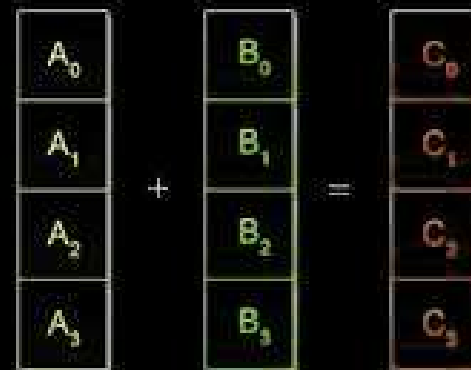 A₀ B₀ C₀
A₁ B₁ C₁
+ =
A₂ B₂ C₂
A₃ B₃ C₃